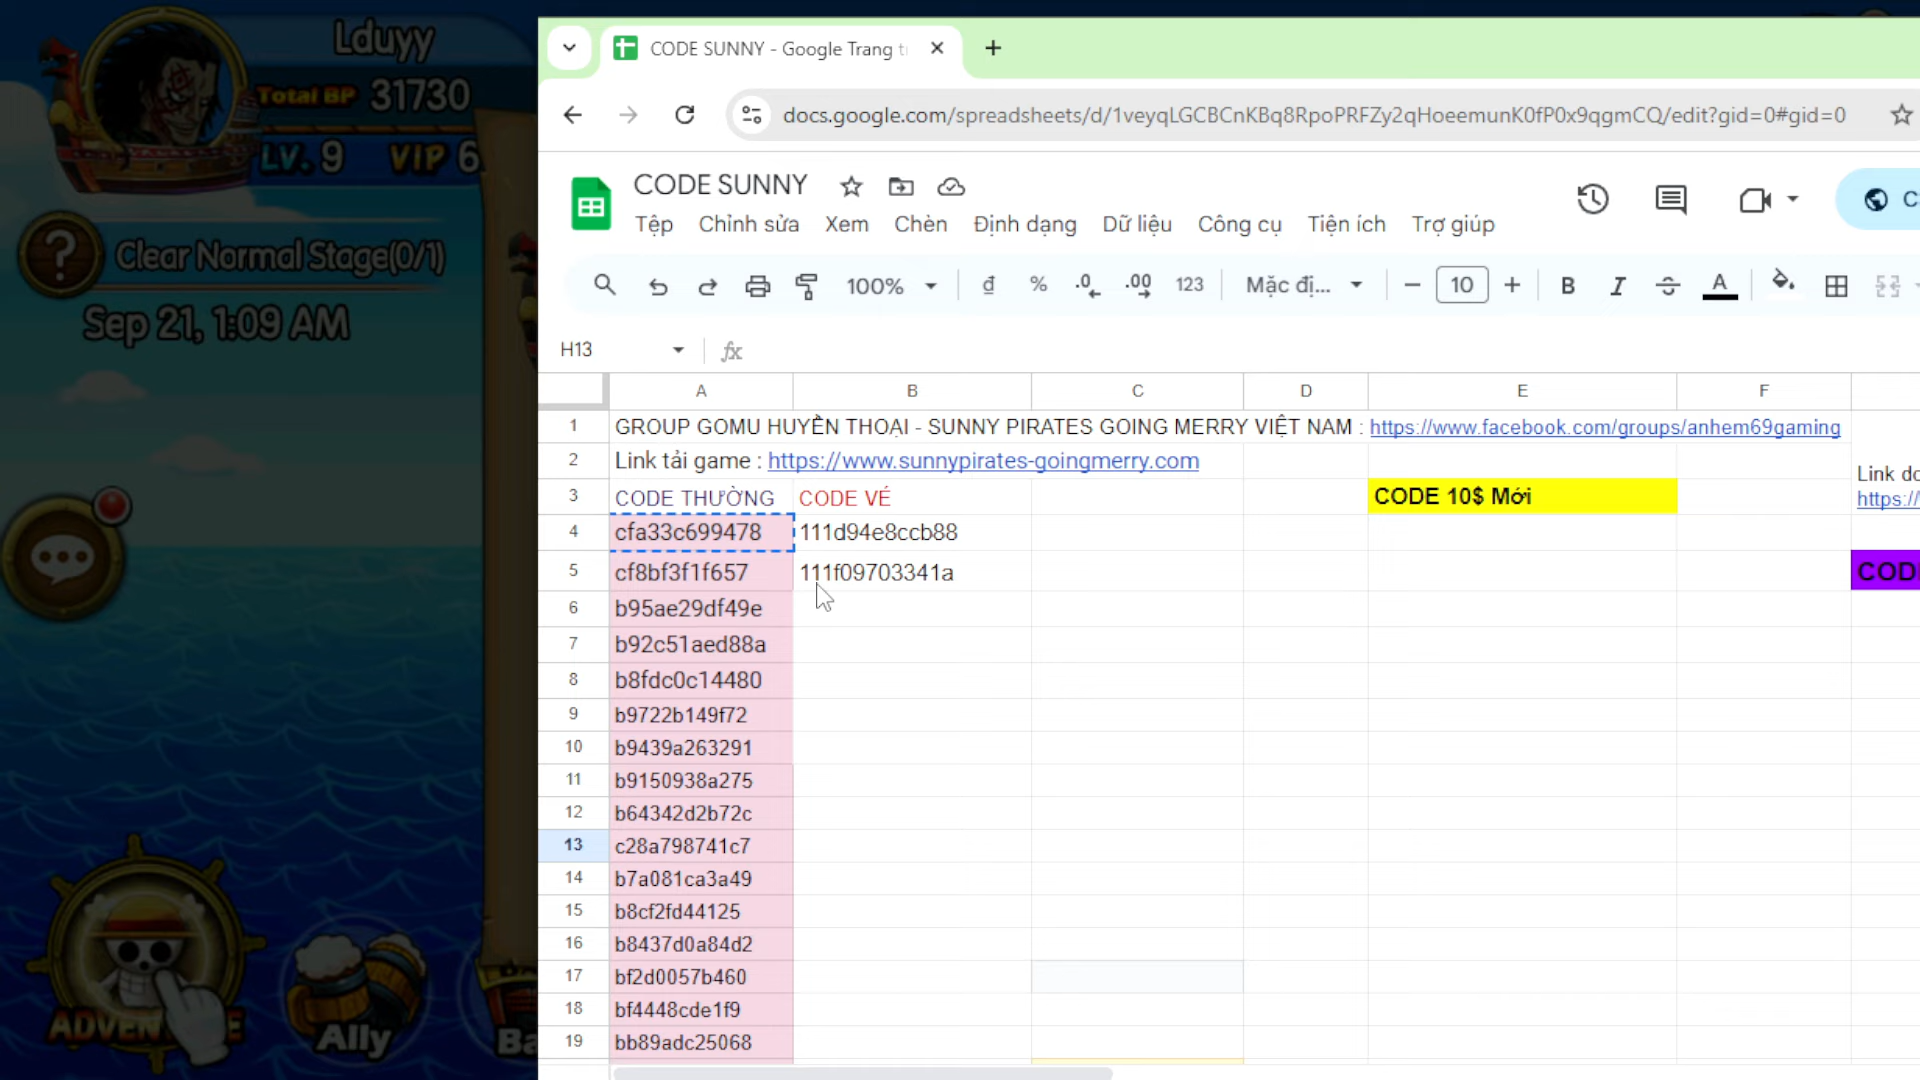 Lduyy
Total BP 31730
LV. 9 VIP 6
Clear Normal Stage(0/1)
Sep 21, 1:09 AM
ADVENTURE
Ally
CODE SUNNY - Google Trang t
docs.google.com/spreadsheets/d/1veyqLGCBCnKBq8RpoPRFZy2qHoeemunK0fP0x9qgmCQ/edit?gid=0#gid=0
CODE SUNNY
Tệp Chỉnh sửa Xem Chèn Định dạng Dữ liệu Công cụ Tiện ích Trợ giúp
100% đ % .0 .00 123 Mặc đị... 10 B I A
H13 fx
A B C D E F
1 GROUP GOMU HUYỀN THOẠI - SUNNY PIRATES GOING MERRY VIỆT NAM : https://www.facebook.com/groups/anhem69gaming
2 Link tải game : https://www.sunnypirates-goingmerry.com
Link
https://
3 CODE THƯỜNG CODE VÉ CODE 10$ Mới
4 cfa33c699478 111d94e8ccb88
5 cf8bf3f1f657 111f09703341a CODE
6 b95ae29df49e
7 b92c51aed88a
8 b8fdc0c14480
9 b9722b149f72
10 b9439a263291
11 b9150938a275
12 b64342d2b72c
13 c28a798741c7
14 b7a081ca3a49
15 b8cf2fd44125
16 b8437d0a84d2
17 bf2d0057b460
18 bf4448cde1f9
19 bb89adc25068